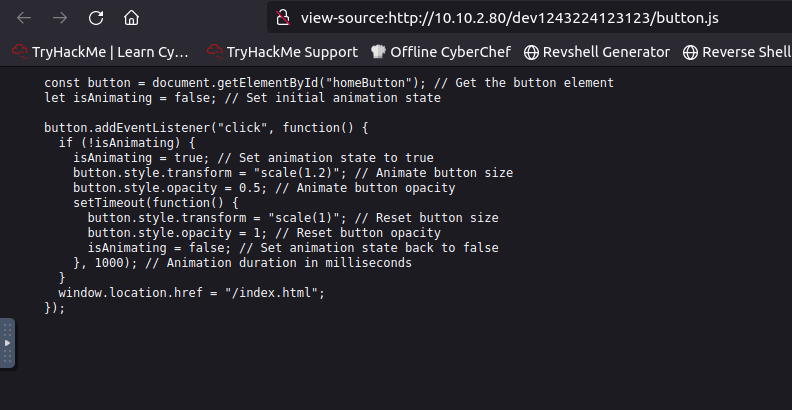 view-source:http://10.10.2.80/dev1243224123123/button.js
TryHackMe | Learn Cy… TryHackMe Support Offline CyberChef Revshell Generator Reverse Shell
const button = document.getElementById("homeButton"); // Get the button element
let isAnimating = false; // Set initial animation state
button.addEventListener("click", function() {
  if (!isAnimating) {
    isAnimating = true; // Set animation state to true
    button.style.transform = "scale(1.2)"; // Animate button size
    button.style.opacity = 0.5; // Animate button opacity
    setTimeout(function() {
      button.style.transform = "scale(1)"; // Reset button size
      button.style.opacity = 1; // Reset button opacity
      isAnimating = false; // Set animation state back to false
    }, 1000); // Animation duration in milliseconds
  }
  window.location.href = "/index.html";
});